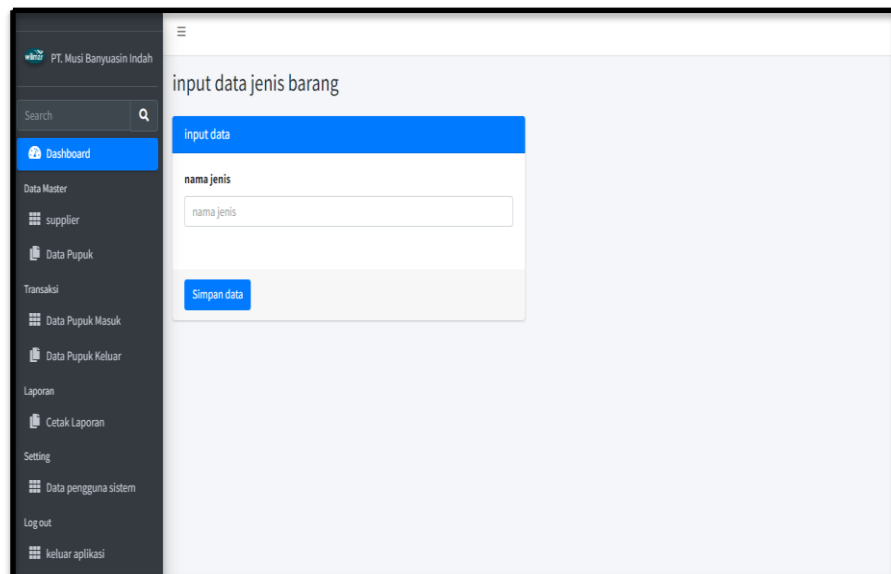 wilmar PT. Musi Banyuasin Indah
Search
Dashboard
Data Master
supplier
Data Pupuk
Transaksi
Data Pupuk Masuk
Data Pupuk Keluar
Laporan
Cetak Laporan
Setting
Data pengguna sistem
Log out
keluar aplikasi
input data jenis barang
input data
nama jenis
nama jenis
Simpan data